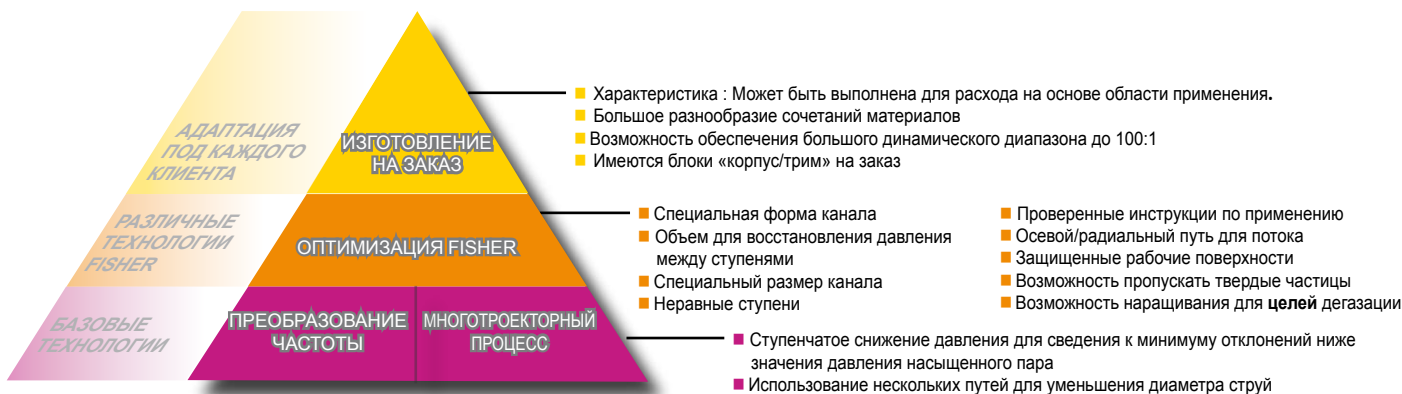 АДАПТАЦИЯ
ПОД КАЖДОГО
КЛИЕНТА
ИЗГОТОВЛЕНИЕ
НА ЗАКАЗ
Характеристика : Может быть выполнена для расхода на основе области применения.
Большое разнообразие сочетаний материалов
Возможность обеспечения большого динамического диапазона до 100:1
Имеются блоки «корпус/трим» на заказ
РАЗЛИЧНЫЕ
ТЕХНОЛОГИИ
FISHER
ОПТИМИЗАЦИЯ FISHER
Специальная форма канала
Объем для восстановления давления
между ступенями
Специальный размер канала
Неравные ступени
Проверенные инструкции по применению
Осевой/радиальный путь для потока
Защищенные рабочие поверхности
Возможность пропускать твердые частицы
Возможность наращивания для целей дегазации
БАЗОВЫЕ
ТЕХНОЛОГИИ
ПРЕОБРАЗОВАНИЕ
ЧАСТОТЫ
МНОГОТРОЕКТОРНЫЙ
ПРОЦЕСС
Ступенчатое снижение давления для сведения к минимуму отклонений ниже
значения давления насыщенного пара
Использование нескольких путей для уменьшения диаметра струй